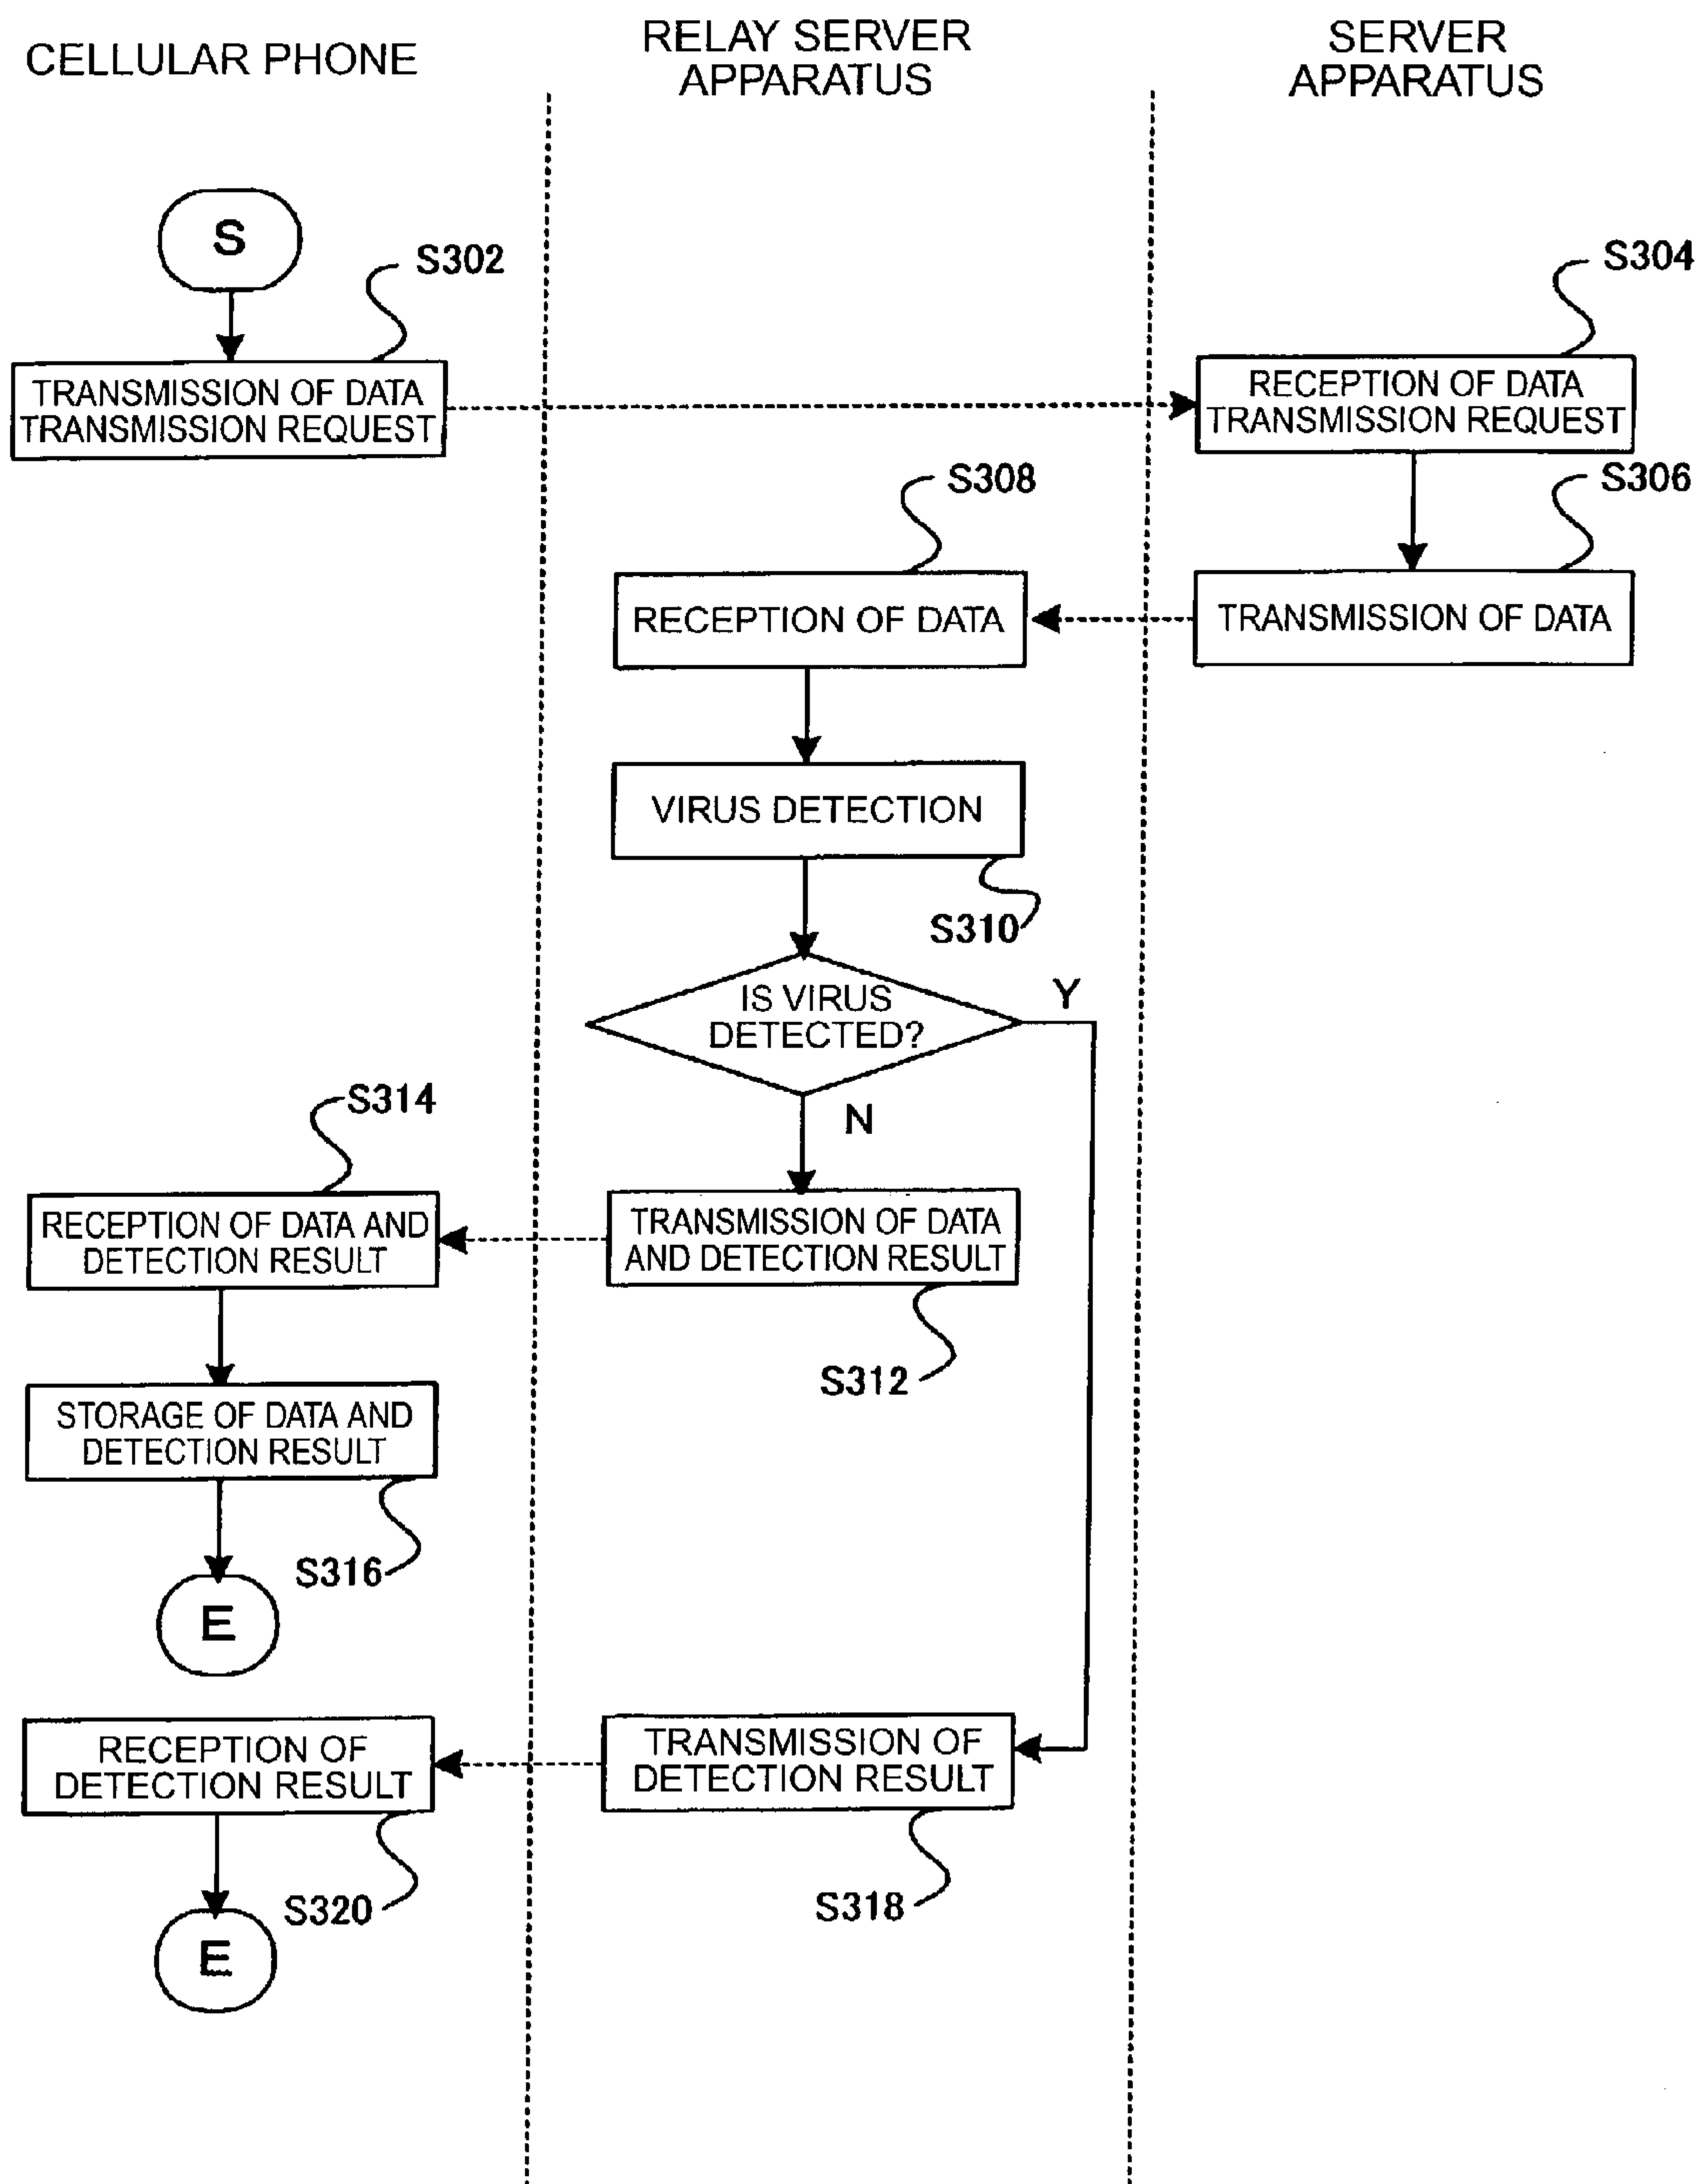 CELLULAR PHONE
RELAY SERVER
APPARATUS
SERVER
APPARATUS
S
S302
S304
TRANSMISSION OF DATA
TRANSMISSION REQUEST
RECEPTION OF DATA
TRANSMISSION REQUEST
S308
S306
RECEPTION OF DATA
TRANSMISSION OF DATA
VIRUS DETECTION
S310
IS VIRUS
DETECTED?
Y
N
S314
RECEPTION OF DATA AND
DETECTION RESULT
TRANSMISSION OF DATA
AND DETECTION RESULT
S312
STORAGE OF DATA AND
DETECTION RESULT
S316
E
RECEPTION OF
DETECTION RESULT
TRANSMISSION OF
DETECTION RESULT
S320
S318
E